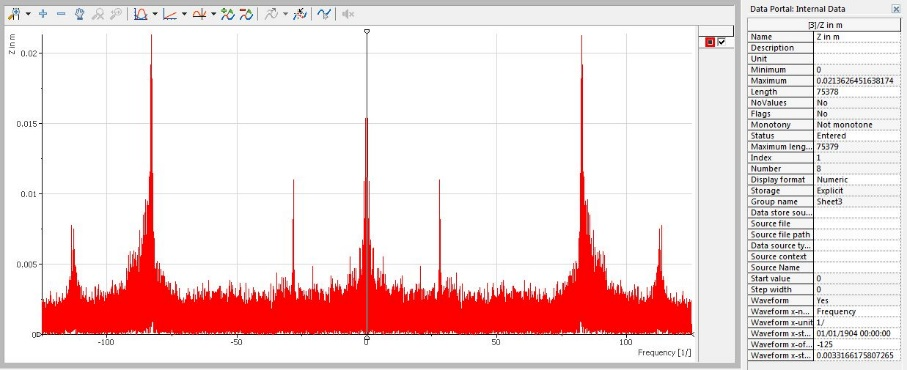 Data Portal: Internal Data
[3]/Z in m
Name Z in m
Description
Unit
Minimum 0
Maximum 0.0213626451638174
Length 75378
NoValues No
Flags No
Monotony Not monotone
Status Entered
Maximum leng... 75379
Index 1
Number 8
Display format Numeric
Storage Explicit
Group name Sheet3
Data store sou...
Source file
Source file path
Data source ty...
Source context
Source Name
Start value 0
Step width 0
Waveform Yes
Waveform x-n... Frequency
Waveform x-unit 1/
Waveform x-st... 01/01/1904 00:00:00
Waveform x-of... -125
Waveform x-st... 0.0033166175807265
Z in m
0.02
0.015
0.01
0.005
0
-100 -50 0 50 100
Frequency [1/]